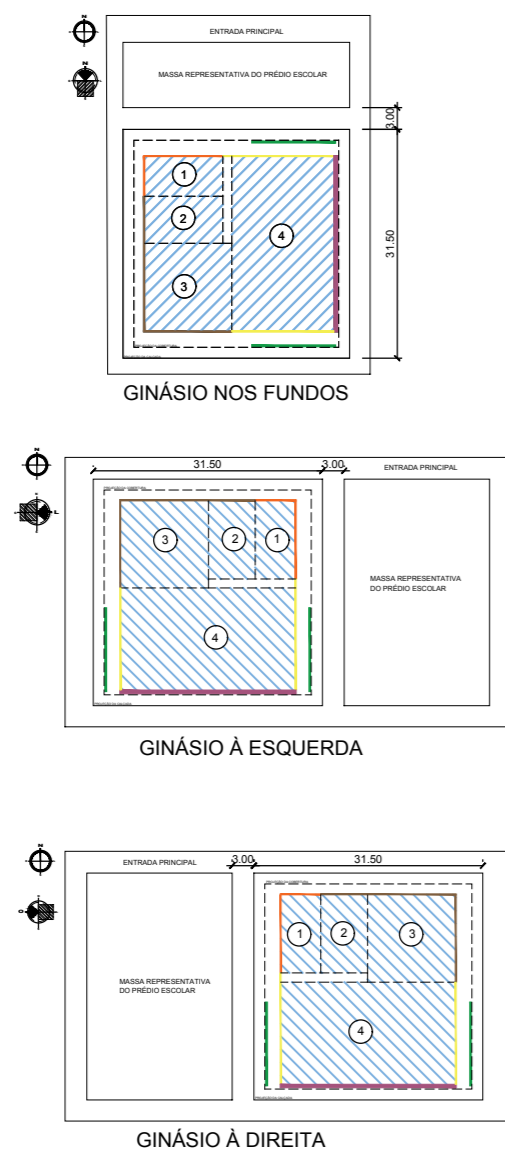 N
ENTRADA PRINCIPAL
MASSA REPRESENTATIVA DO PRÉDIO ESCOLAR
N
3.00
1
2
4
3
31.50
GINÁSIO NOS FUNDOS
N
31.50
3.00
ENTRADA PRINCIPAL
3
2
1
MASSA REPRESENTATIVA
DO PRÉDIO ESCOLAR
4
GINÁSIO À ESQUERDA
N
ENTRADA PRINCIPAL
3.00
31.50
1
2
3
MASSA REPRESENTATIVA
DO PRÉDIO ESCOLAR
4
GINÁSIO À DIREITA